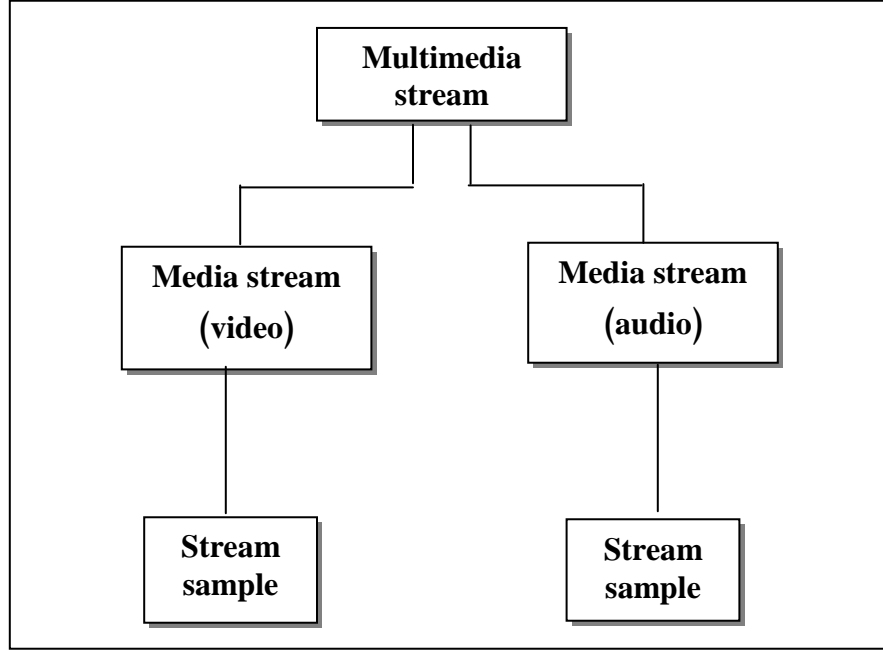 Multimedia
stream
Media stream
(video)
Media stream
(audio)
Stream
sample
Stream
sample